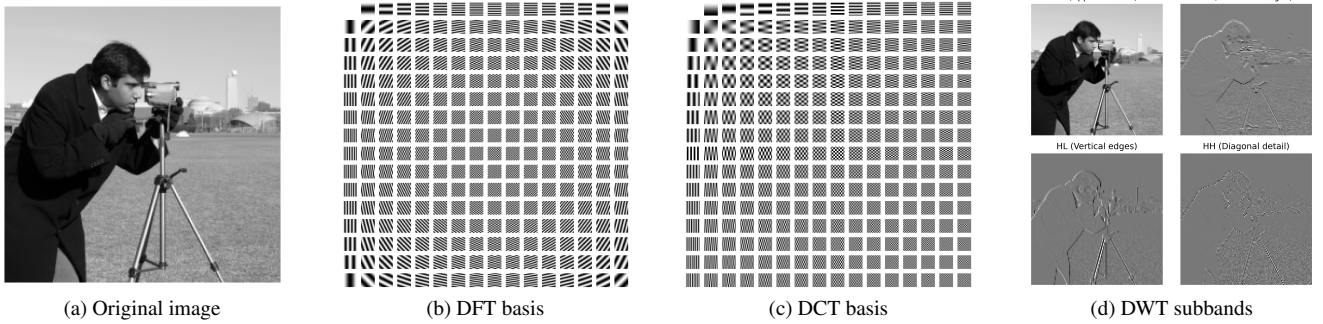 HL (Vertical edges)
HH (Diagonal detail)
(a) Original image
(b) DFT basis
(c) DCT basis
(d) DWT subbands